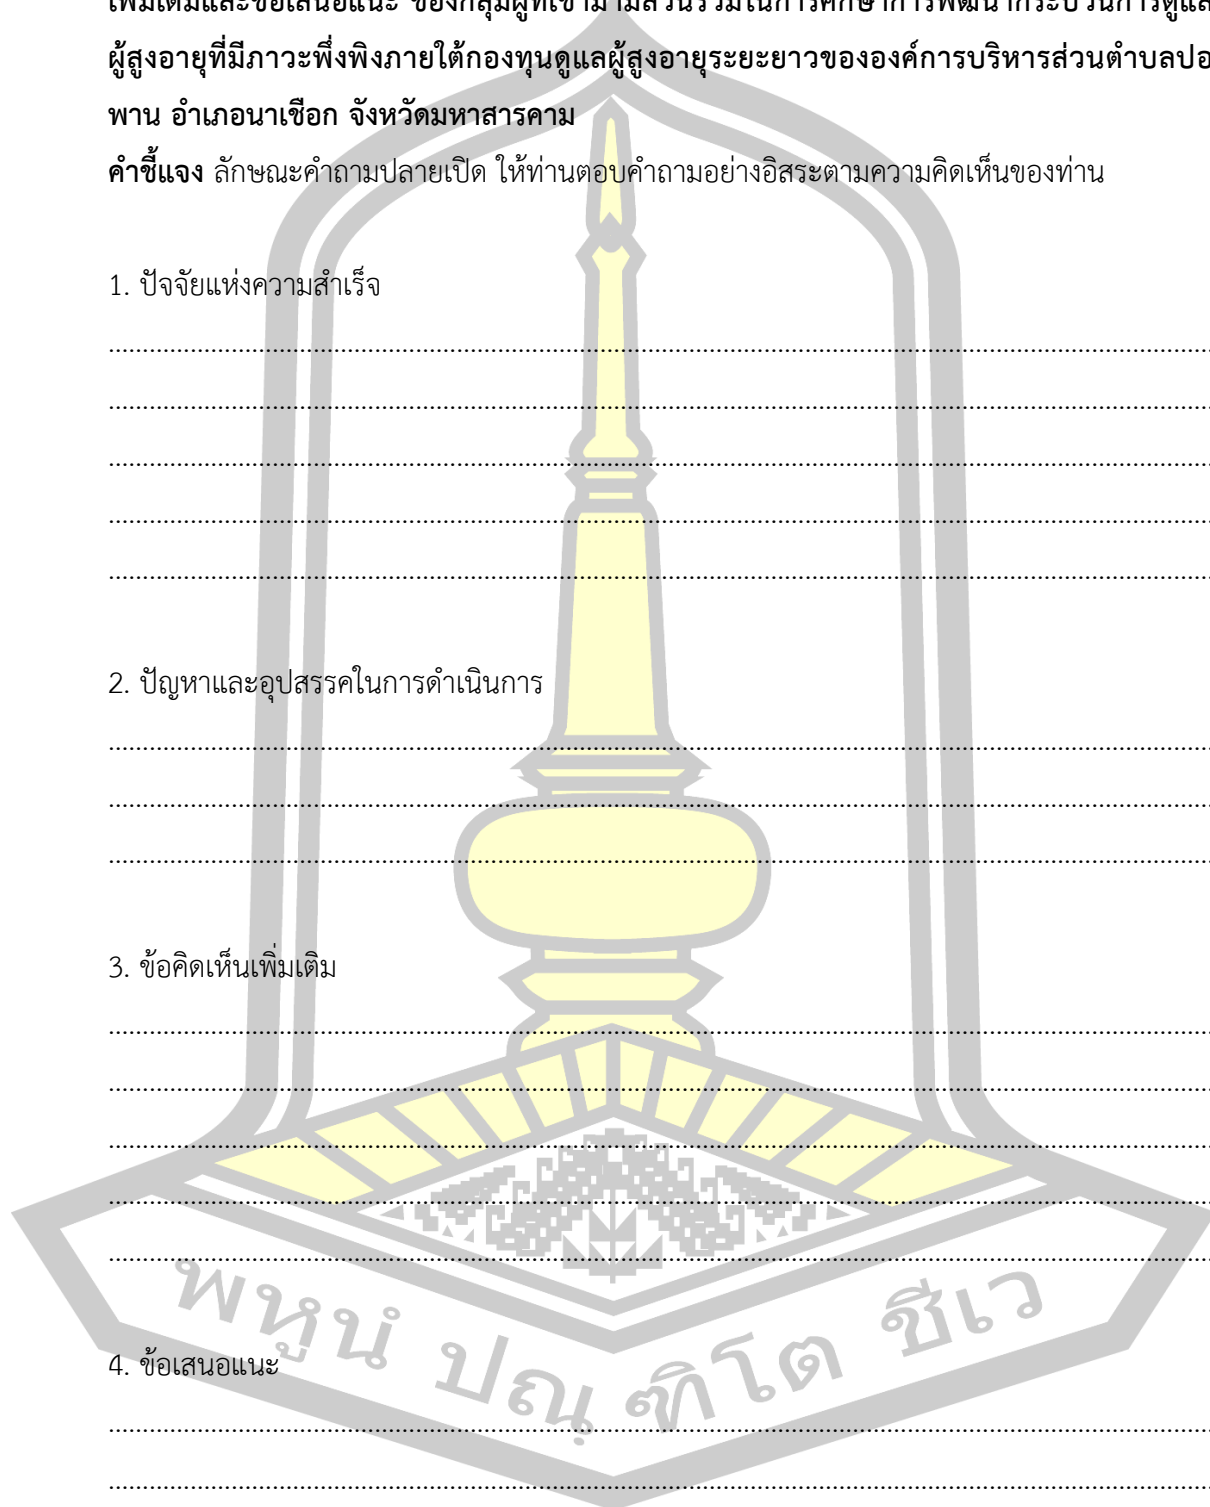 เพิ่มเติมและข้อเสนอแนะ ของกลุ่มผู้ที่เข้ามามีส่วนร่วมในการศึกษาการพัฒนากระบวนการดูแล
ผู้สูงอายุที่มีภาวะพึ่งพิงภายใต้กองทุนดูแลผู้สูงอายุระยะยาวขององค์การบริหารส่วนตำบลปอ
พาน อำเภอนาเชือก จังหวัดมหาสารคาม
คำชี้แจง ลักษณะคำถามปลายเปิด ให้ท่านตอบคำถามอย่างอิสระตามความคิดเห็นของท่าน
1. ปัจจัยแห่งความสำเร็จ
2. ปัญหาและอุปสรรคในการดำเนินการ
3. ข้อคิดเห็นเพิ่มเติม
4. ข้อเสนอแนะ
พหูนํ ปณฺฑิโต ชีเว